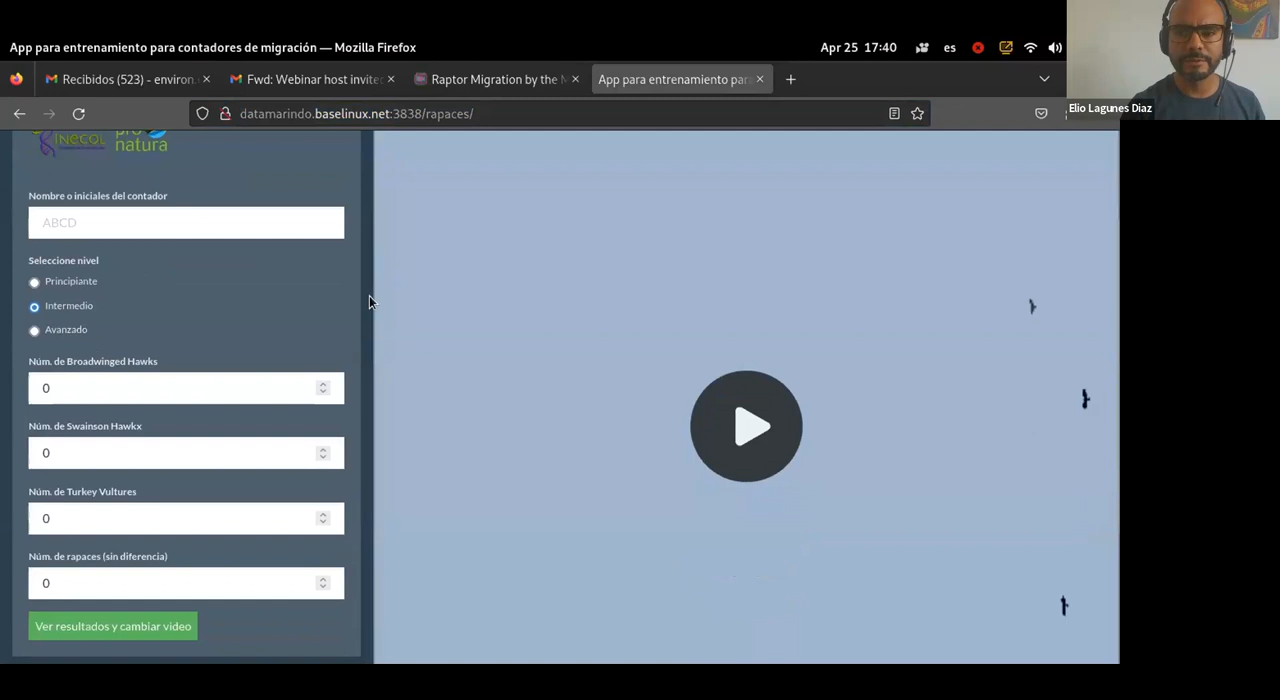 App para entrenamiento para contadores de migración — Mozilla Firefox
Apr 25 17:40
es
Recibidos (523) - environ
Fwd: Webinar host invite
Raptor Migration by the
App para entrenamiento par
datamarindo.baselinux.net:3838/rapaces/
Elio Lagunes Diaz
INECOL
pro natura
Nombre o iniciales del contador
ABCD
Seleccione nivel
Principiante
Intermedio
Avanzado
Núm. de Broadwinged Hawks
0
Núm. de Swainson Hawkx
0
Núm. de Turkey Vultures
0
Núm. de rapaces (sin diferencia)
0
Ver resultados y cambiar video